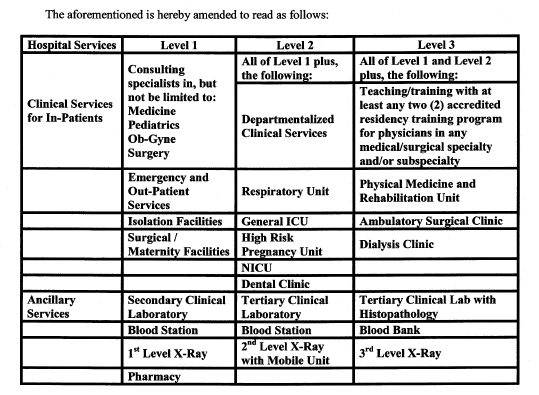 The aforementioned is hereby amended to read as follows:
Hospital Services Level 1 Level 2 Level 3
Clinical Services
for In-Patients
Consulting
specialists in, but
not be limited to:
Medicine
Pediatrics
Ob-Gyne
Surgery
All of Level 1 plus,
the following:
Departmentalized
Clinical Services
All of Level 1 and Level 2
plus, the following:
Teaching/training with at
least any two (2) accredited
residency training program
for physicians in any
medical/surgical specialty
and/or subspecialty
Emergency and
Out-Patient
Services
Respiratory Unit
Physical Medicine and
Rehabilitation Unit
Isolation Facilities
General ICU
Ambulatory Surgical Clinic
Surgical /
Maternity Facilities
High Risk
Pregnancy Unit
Dialysis Clinic
NICU
Dental Clinic
Ancillary
Services
Secondary Clinical
Laboratory
Tertiary Clinical
Laboratory
Tertiary Clinical Lab with
Histopathology
Blood Station
Blood Station
Blood Bank
1st Level X-Ray
2nd Level X-Ray
with Mobile Unit
3rd Level X-Ray
Pharmacy